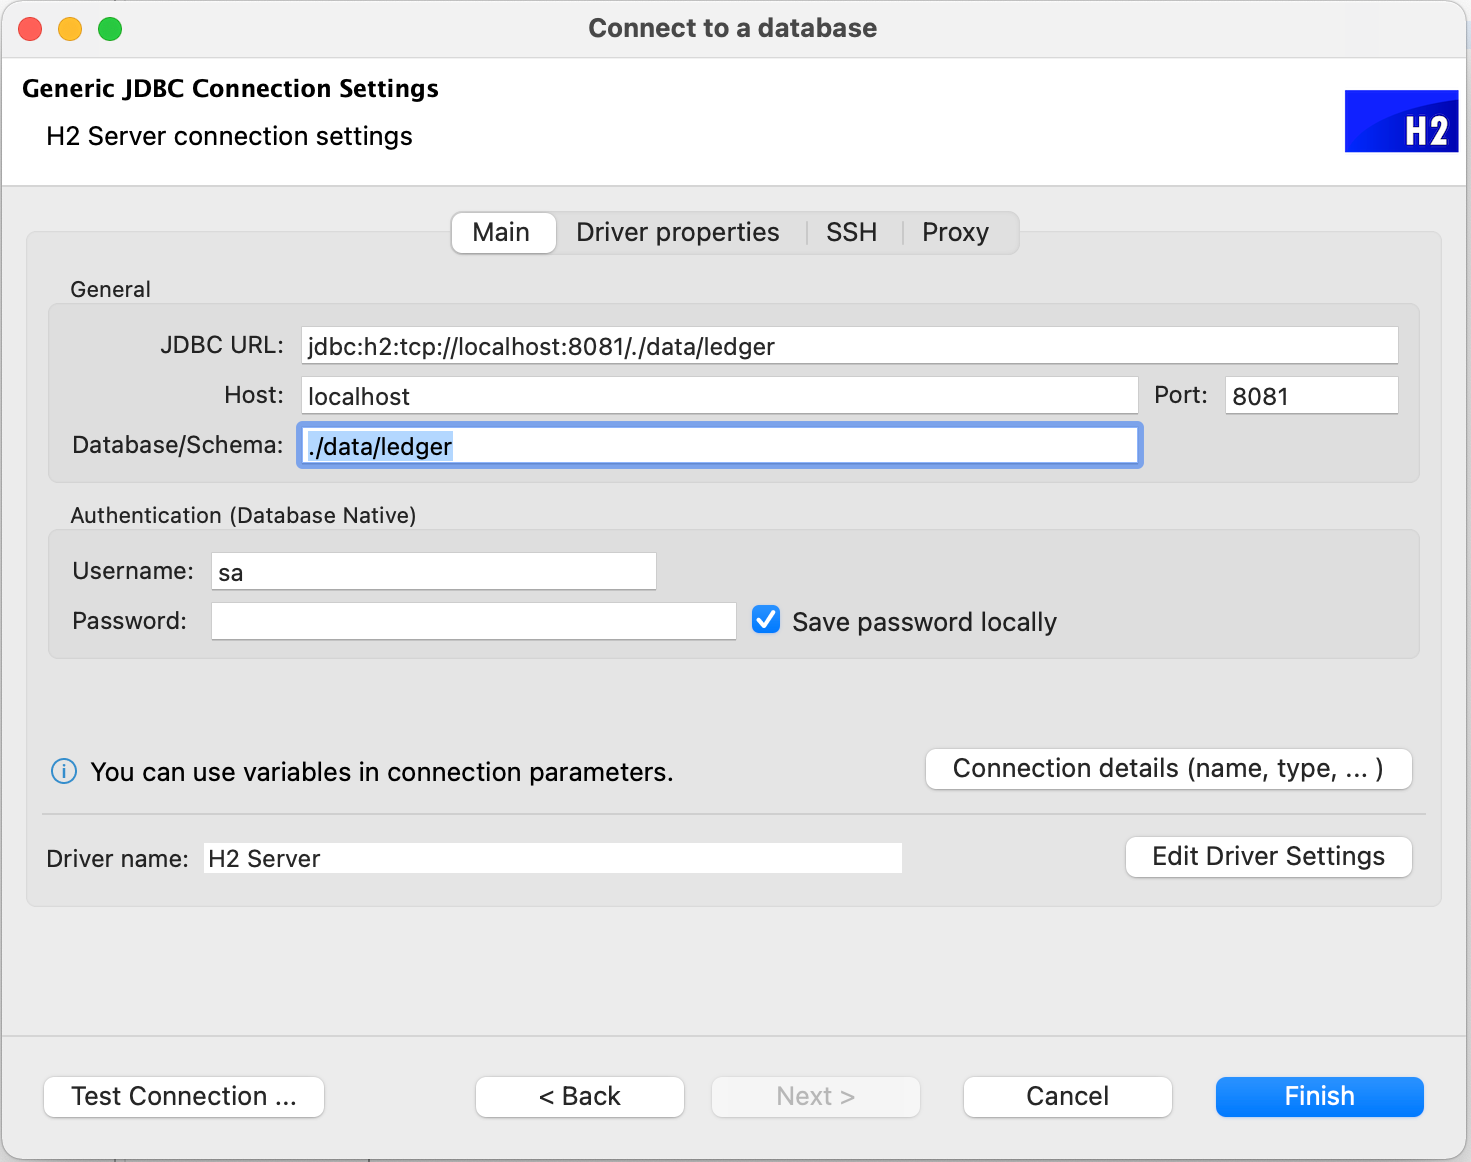 Connect to a database
Generic JDBC Connection Settings
H2 Server connection settings
H2
Main Driver properties SSH Proxy
General
JDBC URL: jdbc:h2:tcp://localhost:8081/./data/ledger
Host: localhost Port: 8081
Database/Schema: ./data/ledger
Authentication (Database Native)
Username: sa
Password: Save password locally
You can use variables in connection parameters. Connection details (name, type, ... )
Driver name: H2 Server Edit Driver Settings
Test Connection ... < Back Next > Cancel Finish